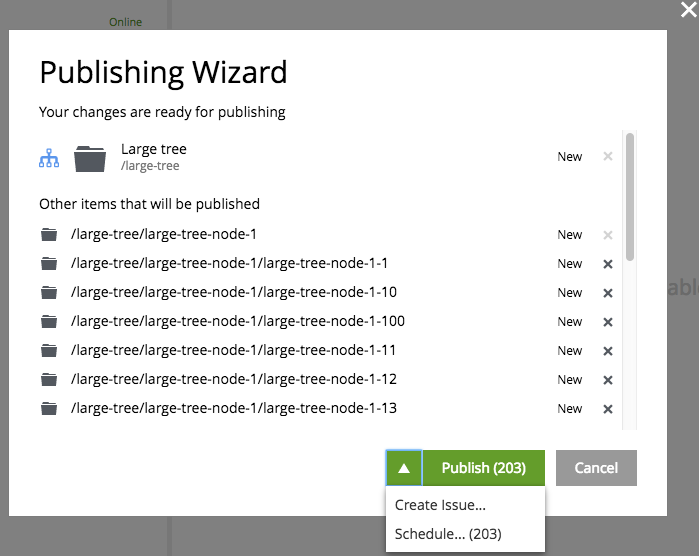 Online
Publishing Wizard
Your changes are ready for publishing
Large tree
/large-tree
New
Other items that will be published
/large-tree/large-tree-node-1 New
/large-tree/large-tree-node-1/large-tree-node-1-1 New
/large-tree/large-tree-node-1/large-tree-node-1-10 New
/large-tree/large-tree-node-1/large-tree-node-1-100 New
/large-tree/large-tree-node-1/large-tree-node-1-11 New
/large-tree/large-tree-node-1/large-tree-node-1-12 New
/large-tree/large-tree-node-1/large-tree-node-1-13 New
Publish (203) Cancel
Create Issue...
Schedule... (203)